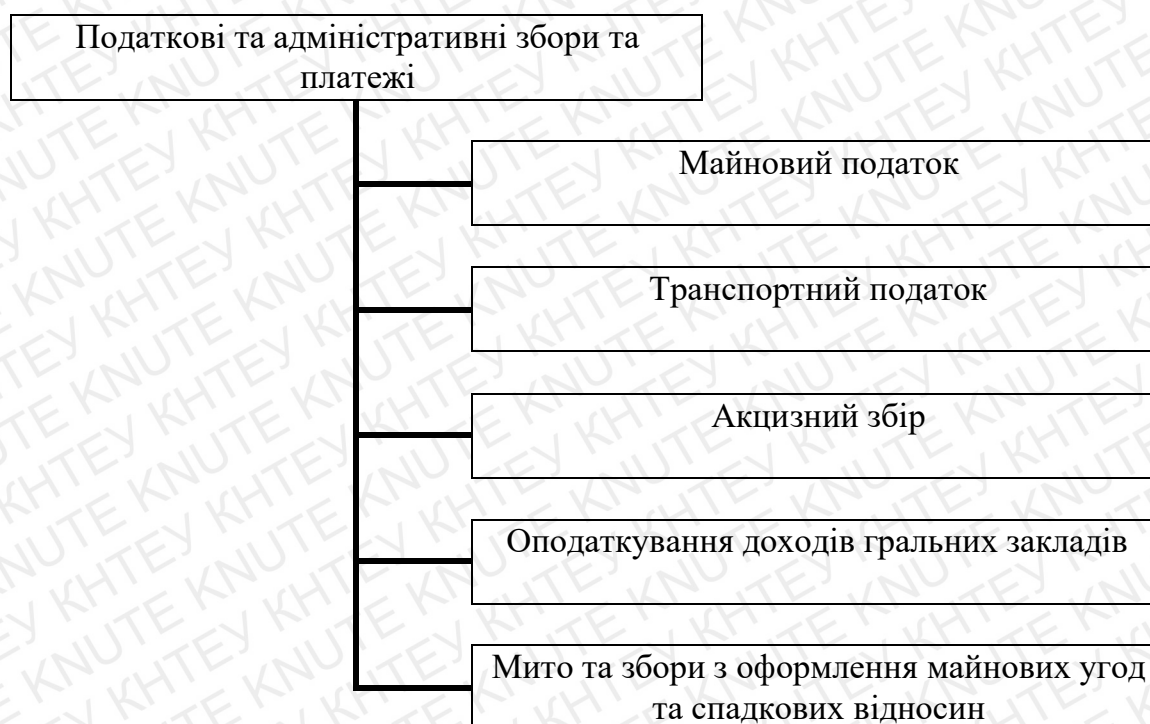 Податкові та адміністративні збори та
платежі
Майновий податок
Транспортний податок
Акцизний збір
Оподаткування доходів гральних закладів
Мито та збори з оформлення майнових угод
та спадкових відносин